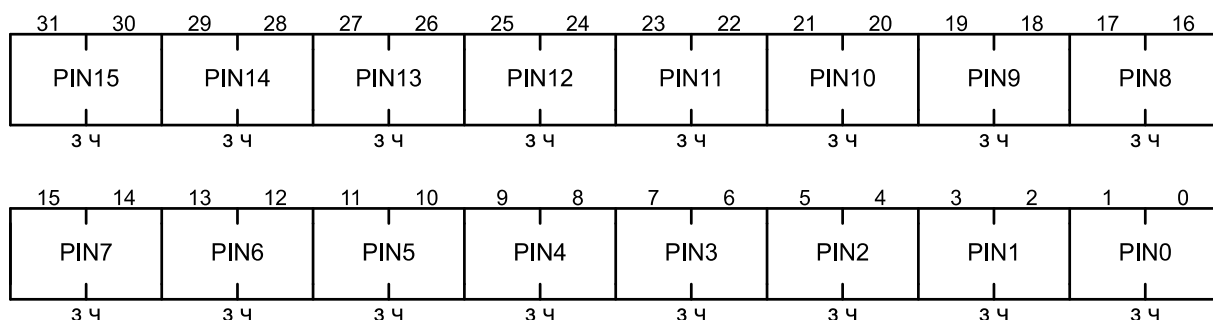 31 30 29 28 27 26 25 24 23 22 21 20 19 18 17 16
PIN15 PIN14 PIN13 PIN12 PIN11 PIN10 PIN9 PIN8
з ч з ч з ч з ч з ч з ч з ч з ч
15 14 13 12 11 10 9 8 7 6 5 4 3 2 1 0
PIN7 PIN6 PIN5 PIN4 PIN3 PIN2 PIN1 PIN0
з ч з ч з ч з ч з ч з ч з ч з ч